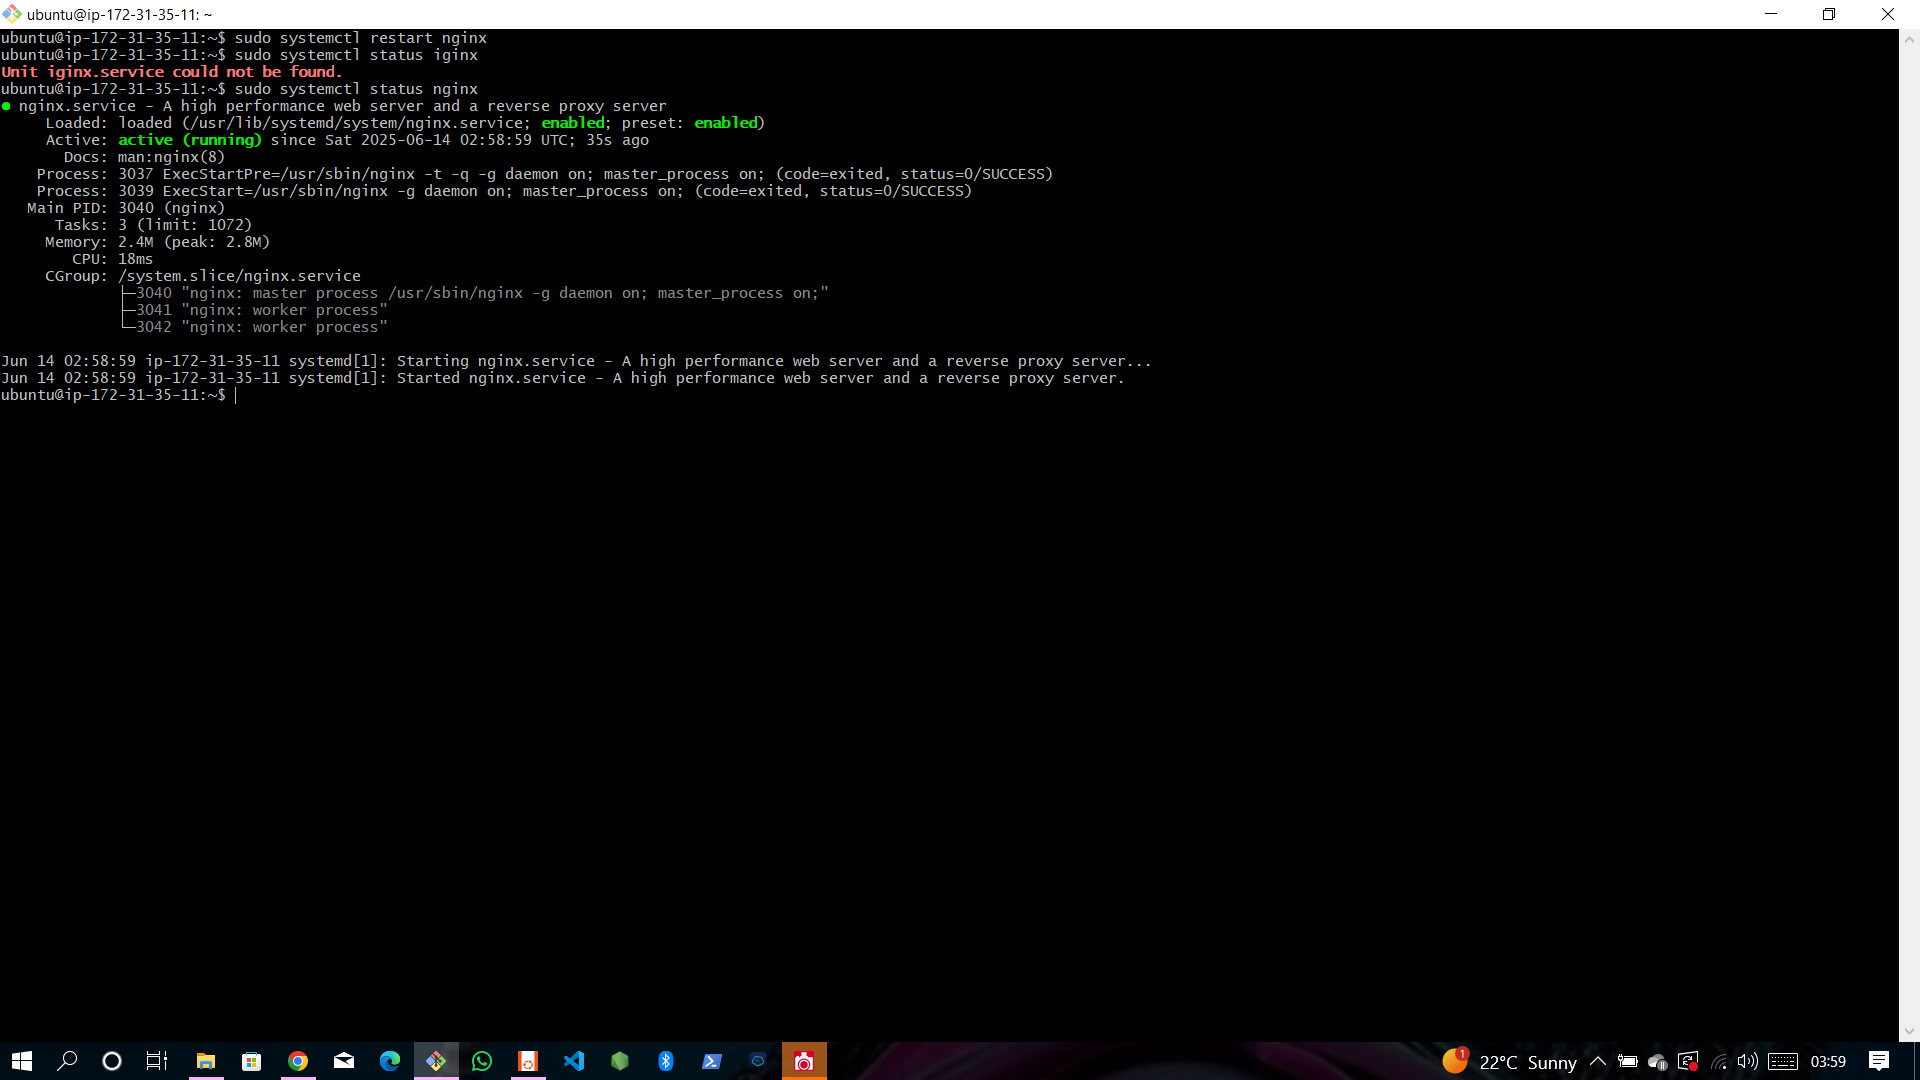 ubuntu@ip-172-31-35-11: ~
ubuntu@ip-172-31-35-11:~$ sudo systemctl restart nginx
ubuntu@ip-172-31-35-11:~$ sudo systemctl status iginx
Unit iginx.service could not be found.
ubuntu@ip-172-31-35-11:~$ sudo systemctl status nginx
● nginx.service - A high performance web server and a reverse proxy server
     Loaded: loaded (/usr/lib/systemd/system/nginx.service; enabled; preset: enabled)
     Active: active (running) since Sat 2025-06-14 02:58:59 UTC; 35s ago
       Docs: man:nginx(8)
    Process: 3037 ExecStartPre=/usr/sbin/nginx -t -q -g daemon on; master_process on; (code=exited, status=0/SUCCESS)
    Process: 3039 ExecStart=/usr/sbin/nginx -g daemon on; master_process on; (code=exited, status=0/SUCCESS)
   Main PID: 3040 (nginx)
      Tasks: 3 (limit: 1072)
     Memory: 2.4M (peak: 2.8M)
        CPU: 18ms
     CGroup: /system.slice/nginx.service
             ├─3040 "nginx: master process /usr/sbin/nginx -g daemon on; master_process on;"
             ├─3041 "nginx: worker process"
             └─3042 "nginx: worker process"
Jun 14 02:58:59 ip-172-31-35-11 systemd[1]: Starting nginx.service - A high performance web server and a reverse proxy server...
Jun 14 02:58:59 ip-172-31-35-11 systemd[1]: Started nginx.service - A high performance web server and a reverse proxy server.
ubuntu@ip-172-31-35-11:~$
1
22°C Sunny
03:59